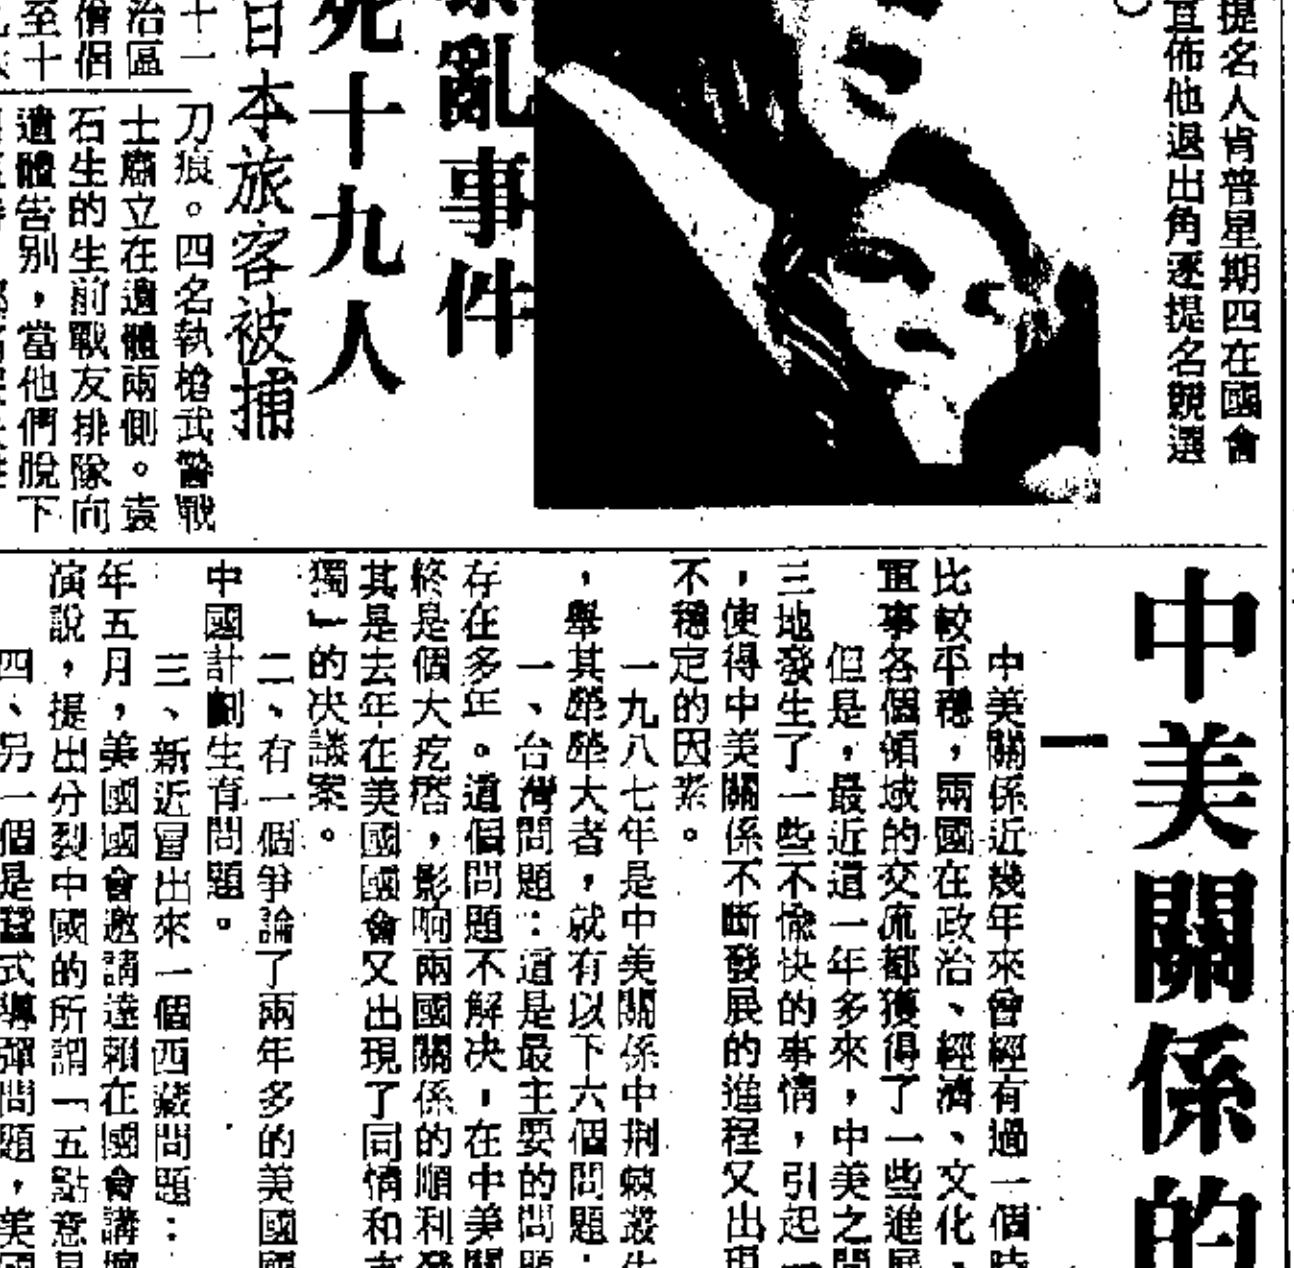 提名人肯普星期四在國會
宣佈他退出角逐提名競選
亂事件
死十九人
日本旅客被捕
十一
治區
僧侶
至十
刀痕。四名執槍武警戰
士肅立在遺體兩側。袁
石生的生前戰友排隊向
遺體告別,當他們脫下
中美關係的
一
中美關係近幾年來曾經有過一個時
比較平穩,兩國在政治、經濟、文化、
軍事各個領域的交流都獲得了一些進展
但是,最近這一年多來,中美之間
三地發生了一些不愉快的事情,引起
,使得中美關係不斷發展的進程又出現
不穩定的因素。
一九八七年是中美關係中荆棘叢生
,舉其犖犖大者,就有以下六個問題:
一、台灣問題:這是最主要的問題
存在多年。這個問題不解決,在中美關
終是個大疙瘩,影响兩國關係的順利發
其是去年在美國國會又出現了同情和支
獨」的決議案。
二、有一個爭論了兩年多的美國國
中國計劃生育問題。
三、新近冒出來一個西藏問題:
年五月,美國國會邀請達賴在國會講壇
演說,提出分裂中國的所謂「五點意見
四、另一個是蠶式導彈問題,美國